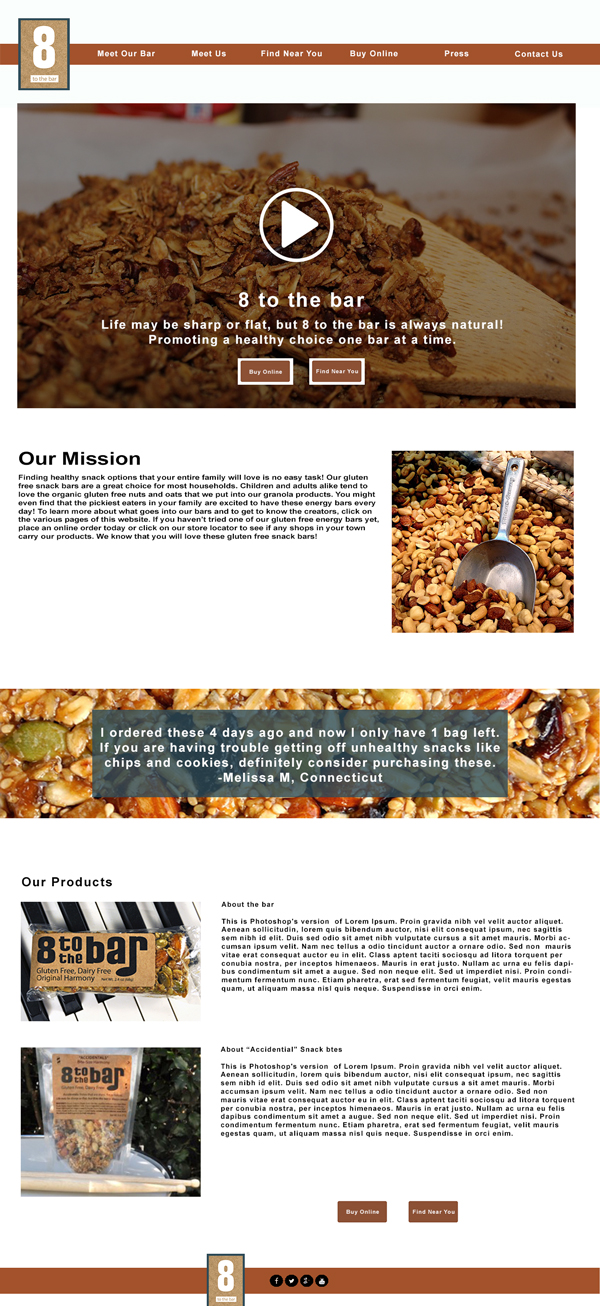 8
to the bar
Meet Our Bar Meet Us Find Near You Buy Online Press Contact Us
8 to the bar
Life may be sharp or flat, but 8 to the bar is always natural!
Promoting a healthy choice one bar at a time.
Buy Online Find Near You
Our Mission
Finding healthy snack options that your entire family will love is no easy task! Our gluten
free snack bars are a great choice for most households. Children and adults alike tend to
love the organic gluten free nuts and oats that we put into our granola products. You might
even find that the pickiest eaters in your family are excited to have these energy bars every
day! To learn more about what goes into our bars and to get to know the creators, click on
the various pages of this website. If you haven't tried one of our gluten free energy bars yet,
place an online order today or click on our store locator to see if any shops in your town
carry our products. We know that you will love these gluten free snack bars!
I ordered these 4 days ago and now I only have 1 bag left.
If you are having trouble getting off unhealthy snacks like
chips and cookies, definitely consider purchasing these.
-Melissa M, Connecticut
Our Products
8 to the bar
Gluten Free, Dairy Free
Original Harmony
About the bar
This is Photoshop's version of Lorem Ipsum. Proin gravida nibh vel velit auctor aliquet.
Aenean sollicitudin, lorem quis bibendum auctor, nisi elit consequat ipsum, nec sagittis
sem nibh id elit. Duis sed odio sit amet nibh vulputate cursus a sit amet mauris. Morbi ac-
cumsan ipsum velit. Nam nec tellus a odio tincidunt auctor a ornare odio. Sed non mauris
vitae erat consequat auctor eu in elit. Class aptent taciti sociosqu ad litora torquent per
conubia nostra, per inceptos himenaeos. Mauris in erat justo. Nullam ac urna eu felis dapi-
bus condimentum sit amet a augue. Sed non neque elit. Sed ut imperdiet nisi. Proin condi-
mentum fermentum nunc. Etiam pharetra, erat sed fermentum feugiat, velit mauris egestas
quam, ut aliquam massa nisl quis neque. Suspendisse in orci enim.
"ACCIDENTALS"
8 to the bar
About “Accidential” Snack btes
This is Photoshop's version of Lorem Ipsum. Proin gravida nibh vel velit auctor aliquet.
Aenean sollicitudin, lorem quis bibendum auctor, nisi elit consequat ipsum, nec sagittis
sem nibh id elit. Duis sed odio sit amet nibh vulputate cursus a sit amet mauris. Morbi
accumsan ipsum velit. Nam nec tellus a odio tincidunt auctor a ornare odio. Sed non
mauris vitae erat consequat auctor eu in elit. Class aptent taciti sociosqu ad litora torquent
per conubia nostra, per inceptos himenaeos. Mauris in erat justo. Nullam ac urna eu felis
dapibus condimentum sit amet a augue. Sed non neque elit. Sed ut imperdiet nisi. Proin
condimentum fermentum nunc. Etiam pharetra, erat sed fermentum feugiat, velit mauris
egestas quam, ut aliquam massa nisl quis neque. Suspendisse in orci enim.
Buy Online Find Near You
8
to the bar